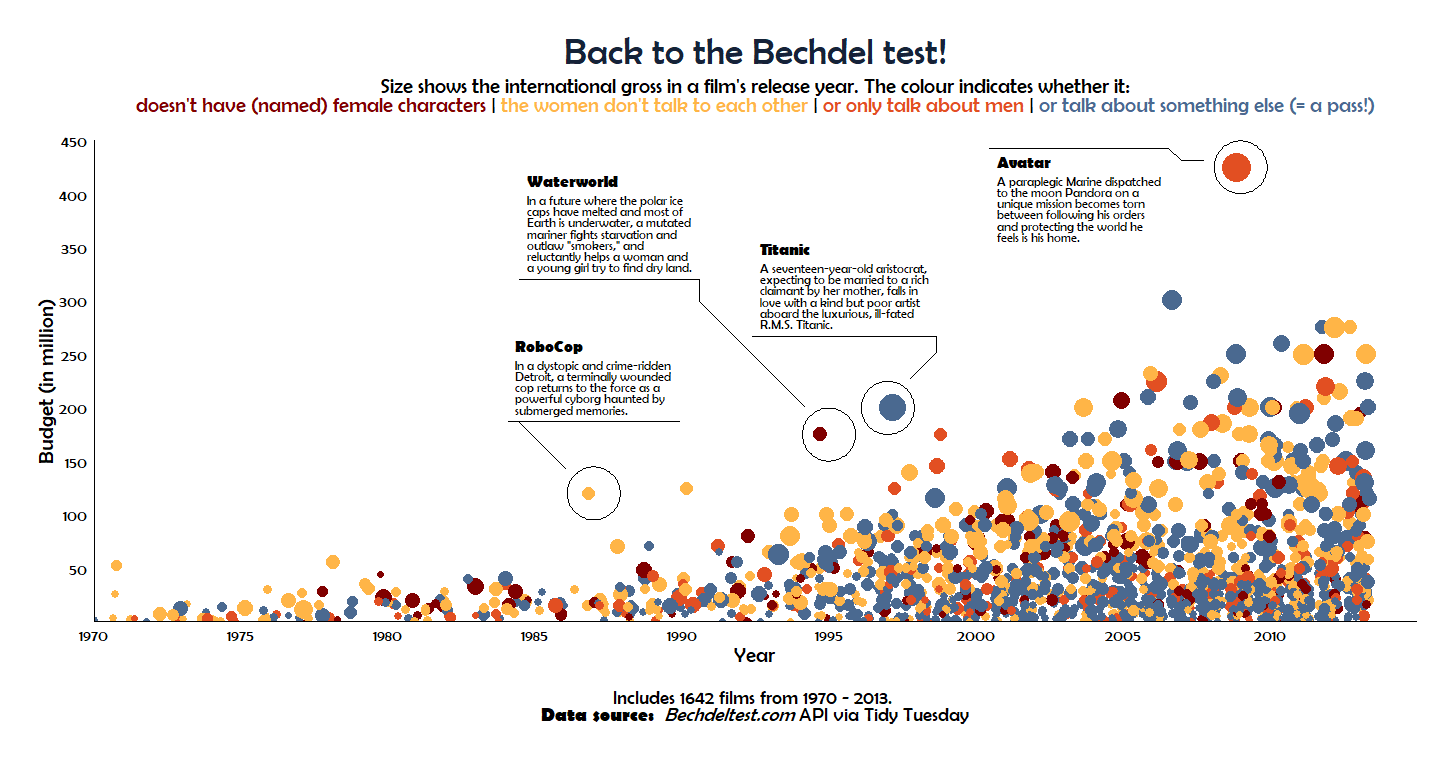 Back to the Bechdel test!
Size shows the international gross in a film's release year. The colour indicates whether it:
doesn't have (named) female characters | the women don't talk to each other | or only talk about men | or talk about something else (= a pass!)
450
400
350
300
250
200
150
100
50
Budget (in million)
Waterworld
In a future where the polar ice
caps have melted and most of
Earth is underwater, a mutated
mariner fights starvation and
outlaw "smokers," and
reluctantly helps a woman and
a young girl try to find dry land.
Titanic
A seventeen-year-old aristocrat,
expecting to be married to a rich
claimant by her mother, falls in
love with a kind but poor artist
aboard the luxurious, ill-fated
R.M.S. Titanic.
Avatar
A paraplegic Marine dispatched
to the moon Pandora on a
unique mission becomes torn
between following his orders
and protecting the world he
feels is his home.
RoboCop
In a dystopic and crime-ridden
Detroit, a terminally wounded
cop returns to the force as a
powerful cyborg haunted by
submerged memories.
1970 1975 1980 1985 1990 1995 2000 2005 2010
Year
Includes 1642 films from 1970 - 2013.
Data sources: Bechdeltest.com API via Tidy Tuesday